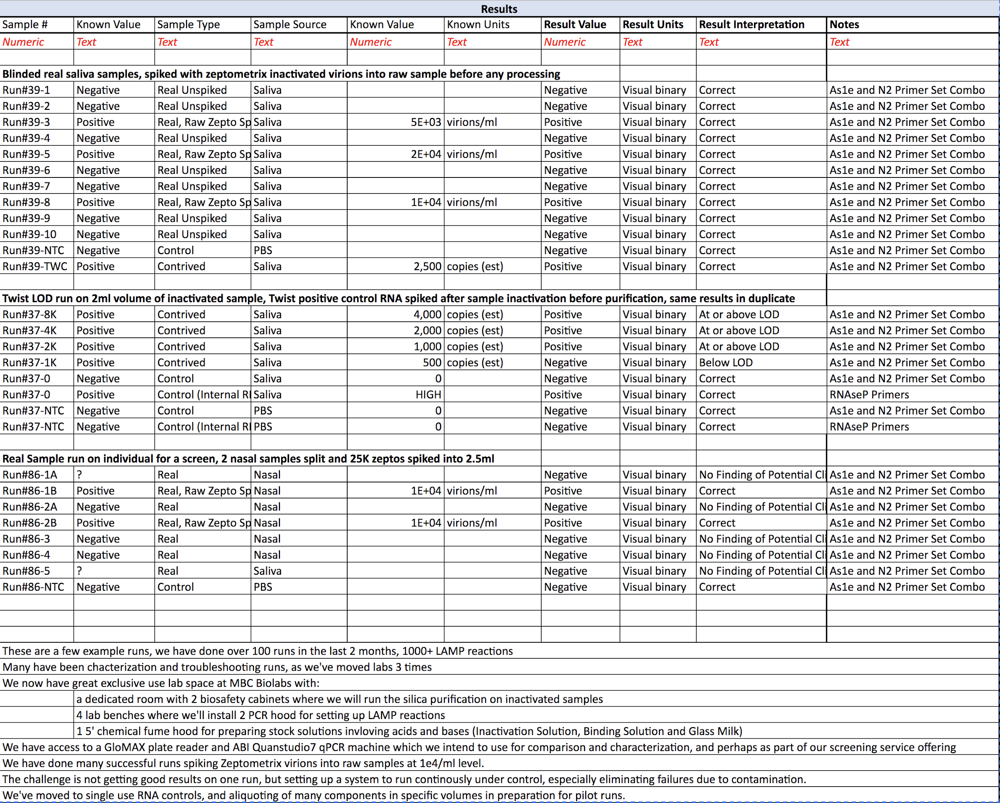 Results
Sample # Known Value Sample Type Sample Source Known Value Known Units Result Value Result Units Result Interpretation Notes
Numeric Text Text Text Numeric Text Numeric Text Text Text
Blinded real saliva samples, spiked with zeptometrix inactivated virions into raw sample before any processing
Run#39-1 Negative Real Unspiked Saliva Negative Visual binary Correct As1e and N2 Primer Set Combo
Run#39-2 Negative Real Unspiked Saliva Negative Visual binary Correct As1e and N2 Primer Set Combo
Run#39-3 Positive Real, Raw Zepto Sp Saliva 5E+03 virions/ml Positive Visual binary Correct As1e and N2 Primer Set Combo
Run#39-4 Negative Real Unspiked Saliva Negative Visual binary Correct As1e and N2 Primer Set Combo
Run#39-5 Positive Real, Raw Zepto Sp Saliva 2E+04 virions/ml Positive Visual binary Correct As1e and N2 Primer Set Combo
Run#39-6 Negative Real Unspiked Saliva Negative Visual binary Correct As1e and N2 Primer Set Combo
Run#39-7 Negative Real Unspiked Saliva Negative Visual binary Correct As1e and N2 Primer Set Combo
Run#39-8 Positive Real, Raw Zepto Sp Saliva 1E+04 virions/ml Positive Visual binary Correct As1e and N2 Primer Set Combo
Run#39-9 Negative Real Unspiked Saliva Negative Visual binary Correct As1e and N2 Primer Set Combo
Run#39-10 Negative Real Unspiked Saliva Negative Visual binary Correct As1e and N2 Primer Set Combo
Run#39-NTC Negative Control PBS Negative Visual binary Correct As1e and N2 Primer Set Combo
Run#39-TWC Positive Contrived Saliva 2,500 copies (est) Positive Visual binary Correct As1e and N2 Primer Set Combo
Twist LOD run on 2ml volume of inactivated sample, Twist positive control RNA spiked after sample inactivation before purification, same results in duplicate
Run#37-8K Positive Contrived Saliva 4,000 copies (est) Positive Visual binary At or above LOD As1e and N2 Primer Set Combo
Run#37-4K Positive Contrived Saliva 2,000 copies (est) Positive Visual binary At or above LOD As1e and N2 Primer Set Combo
Run#37-2K Positive Contrived Saliva 1,000 copies (est) Positive Visual binary At or above LOD As1e and N2 Primer Set Combo
Run#37-1K Positive Contrived Saliva 500 copies (est) Negative Visual binary Below LOD As1e and N2 Primer Set Combo
Run#37-0 Negative Control Saliva 0 Negative Visual binary Correct As1e and N2 Primer Set Combo
Run#37-0 Positive Control (Internal R Saliva HIGH Positive Visual binary Correct RNAseP Primers
Run#37-NTC Negative Control PBS 0 Negative Visual binary Correct As1e and N2 Primer Set Combo
Run#37-NTC Negative Control (Internal R PBS 0 Negative Visual binary Correct RNAseP Primers
Real Sample run on individual for a screen, 2 nasal samples split and 25K zeptos spiked into 2.5ml
Run#86-1A ? Real Nasal Negative Visual binary No Finding of Potential Cli As1e and N2 Primer Set Combo
Run#86-1B Positive Real, Raw Zepto Sp Nasal 1E+04 virions/ml Positive Visual binary Correct As1e and N2 Primer Set Combo
Run#86-2A Negative Real Nasal Negative Visual binary No Finding of Potential Cli As1e and N2 Primer Set Combo
Run#86-2B Positive Real, Raw Zepto Sp Nasal 1E+04 virions/ml Positive Visual binary Correct As1e and N2 Primer Set Combo
Run#86-3 Negative Real Nasal Negative Visual binary No Finding of Potential Cli As1e and N2 Primer Set Combo
Run#86-4 Negative Real Nasal Negative Visual binary No Finding of Potential Cli As1e and N2 Primer Set Combo
Run#86-5 ? Real Saliva Negative Visual binary No Finding of Potential Cli As1e and N2 Primer Set Combo
Run#86-NTC Negative Control PBS Negative Visual binary Correct As1e and N2 Primer Set Combo
These are a few example runs, we have done over 100 runs in the last 2 months, 1000+ LAMP reactions
Many have been chacterization and troubleshooting runs, as we've moved labs 3 times
We now have great exclusive use lab space at MBC Biolabs with:
a dedicated room with 2 biosafety cabinets where we will run the silica purification on inactivated samples
4 lab benches where we'll install 2 PCR hood for setting up LAMP reactions
1 5' chemical fume hood for preparing stock solutions invloving acids and bases (Inactivation Solution, Binding Solution and Glass Milk)
We have access to a GloMAX plate reader and ABI Quanstudio7 qPCR machine which we intend to use for comparison and characterization, and perhaps as part of our screening service offering
We have done many successful runs spiking Zeptometrix virions into raw samples at 1e4/ml level.
The challenge is not getting good results on one run, but setting up a system to run continously under control, especially eliminating failures due to contamination.
We've moved to single use RNA controls, and aliquoting of many components in specific volumes in preparation for pilot runs.